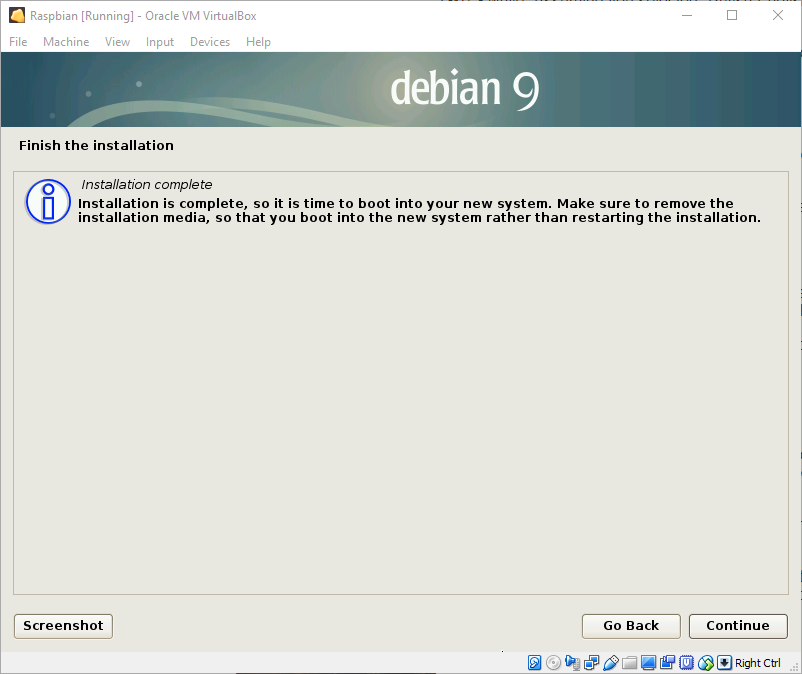 Raspbian [Running] - Oracle VM VirtualBox
File Machine View Input Devices Help
debian 9
Finish the installation
Installation complete
Installation is complete, so it is time to boot into your new system. Make sure to remove the
installation media, so that you boot into the new system rather than restarting the installation.
Screenshot Go Back Continue
Right Ctrl